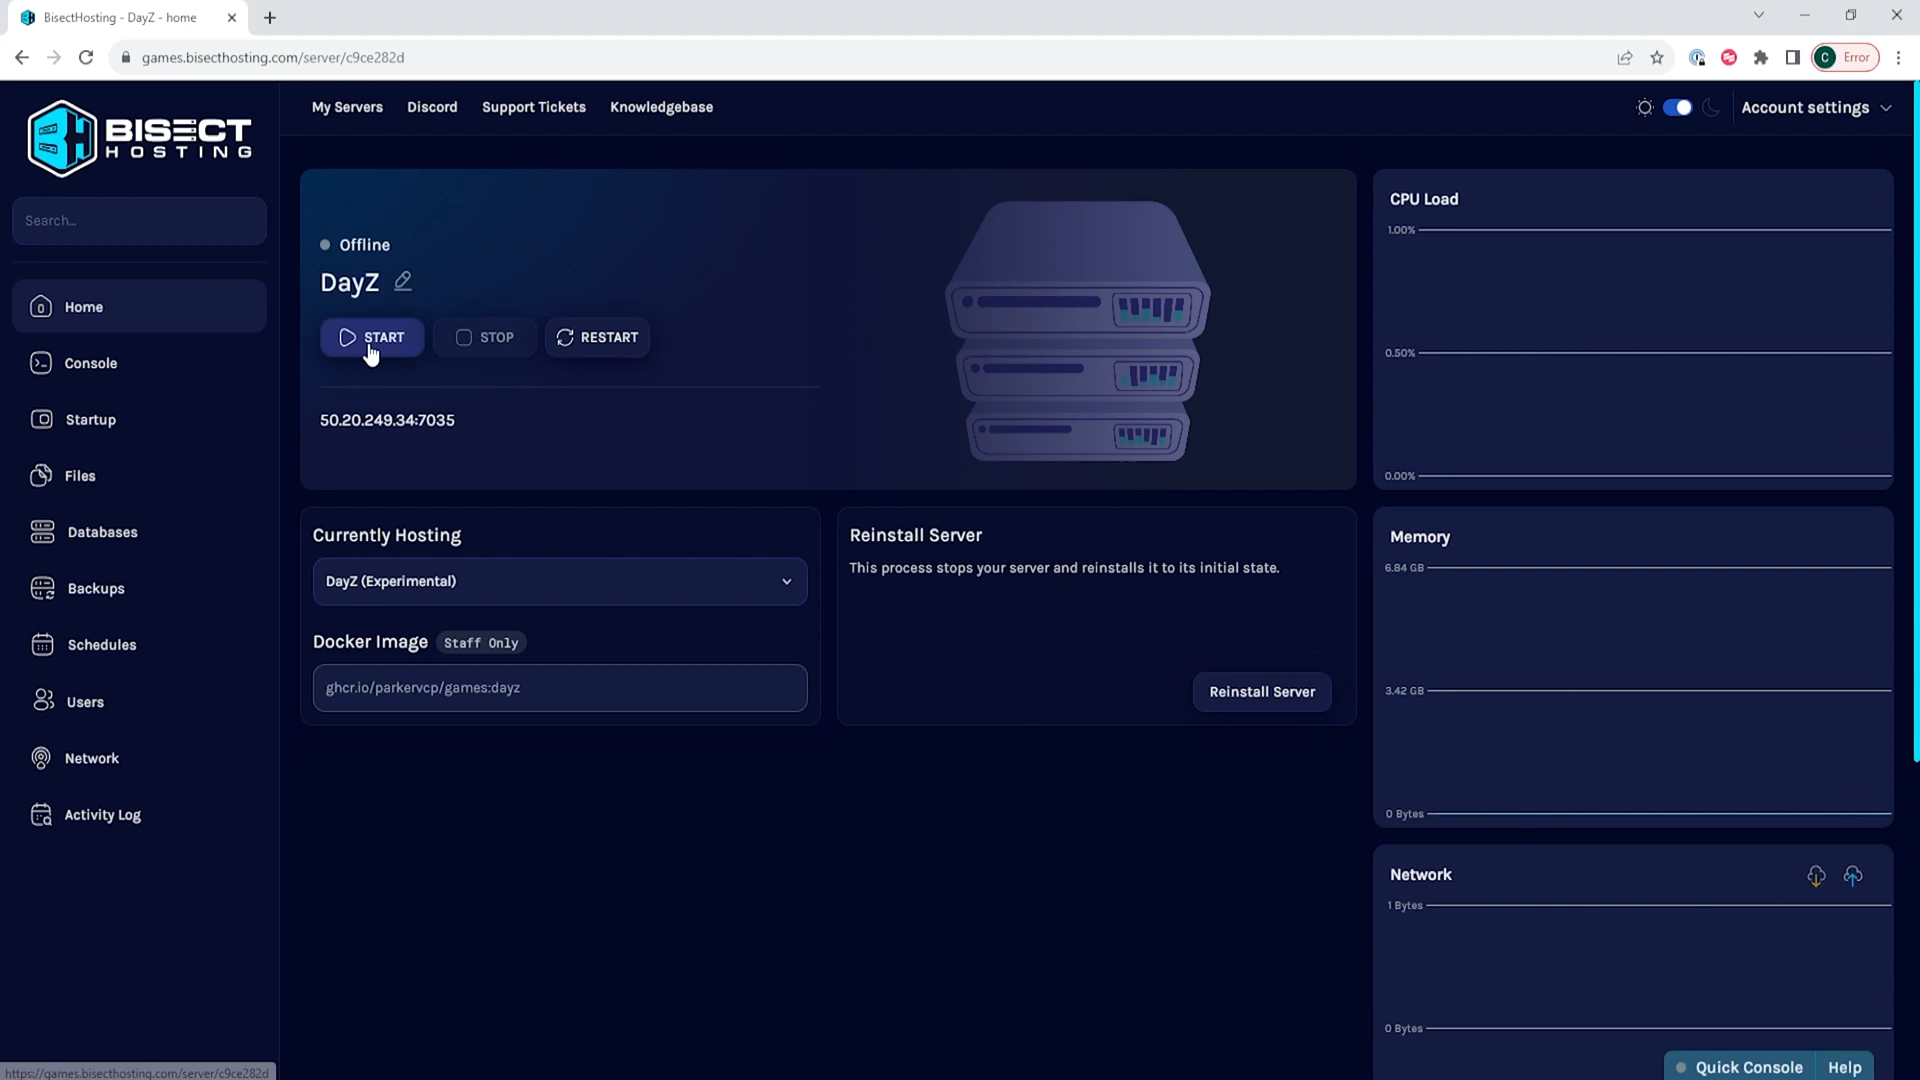 BisectHosting - DayZ - home
games.bisecthosting.com/server/c9ce282d
C Error
BISECT
HOSTING
My Servers Discord Support Tickets Knowledgebase
Account settings
Search...
Home
Console
Startup
Files
Databases
Backups
Schedules
Users
Network
Activity Log
Offline
DayZ
START STOP RESTART
50.20.249.34:7035
Currently Hosting
DayZ (Experimental)
Docker Image Staff Only
ghcr.io/parkervcp/games:dayz
Reinstall Server
This process stops your server and reinstalls it to its initial state.
Reinstall Server
CPU Load
1.00%
0.50%
0.00%
Memory
6.84 GB
3.42 GB
0 Bytes
Network
1 Bytes
0 Bytes
Quick Console Help
https://games.bisecthosting.com/server/c9ce282d